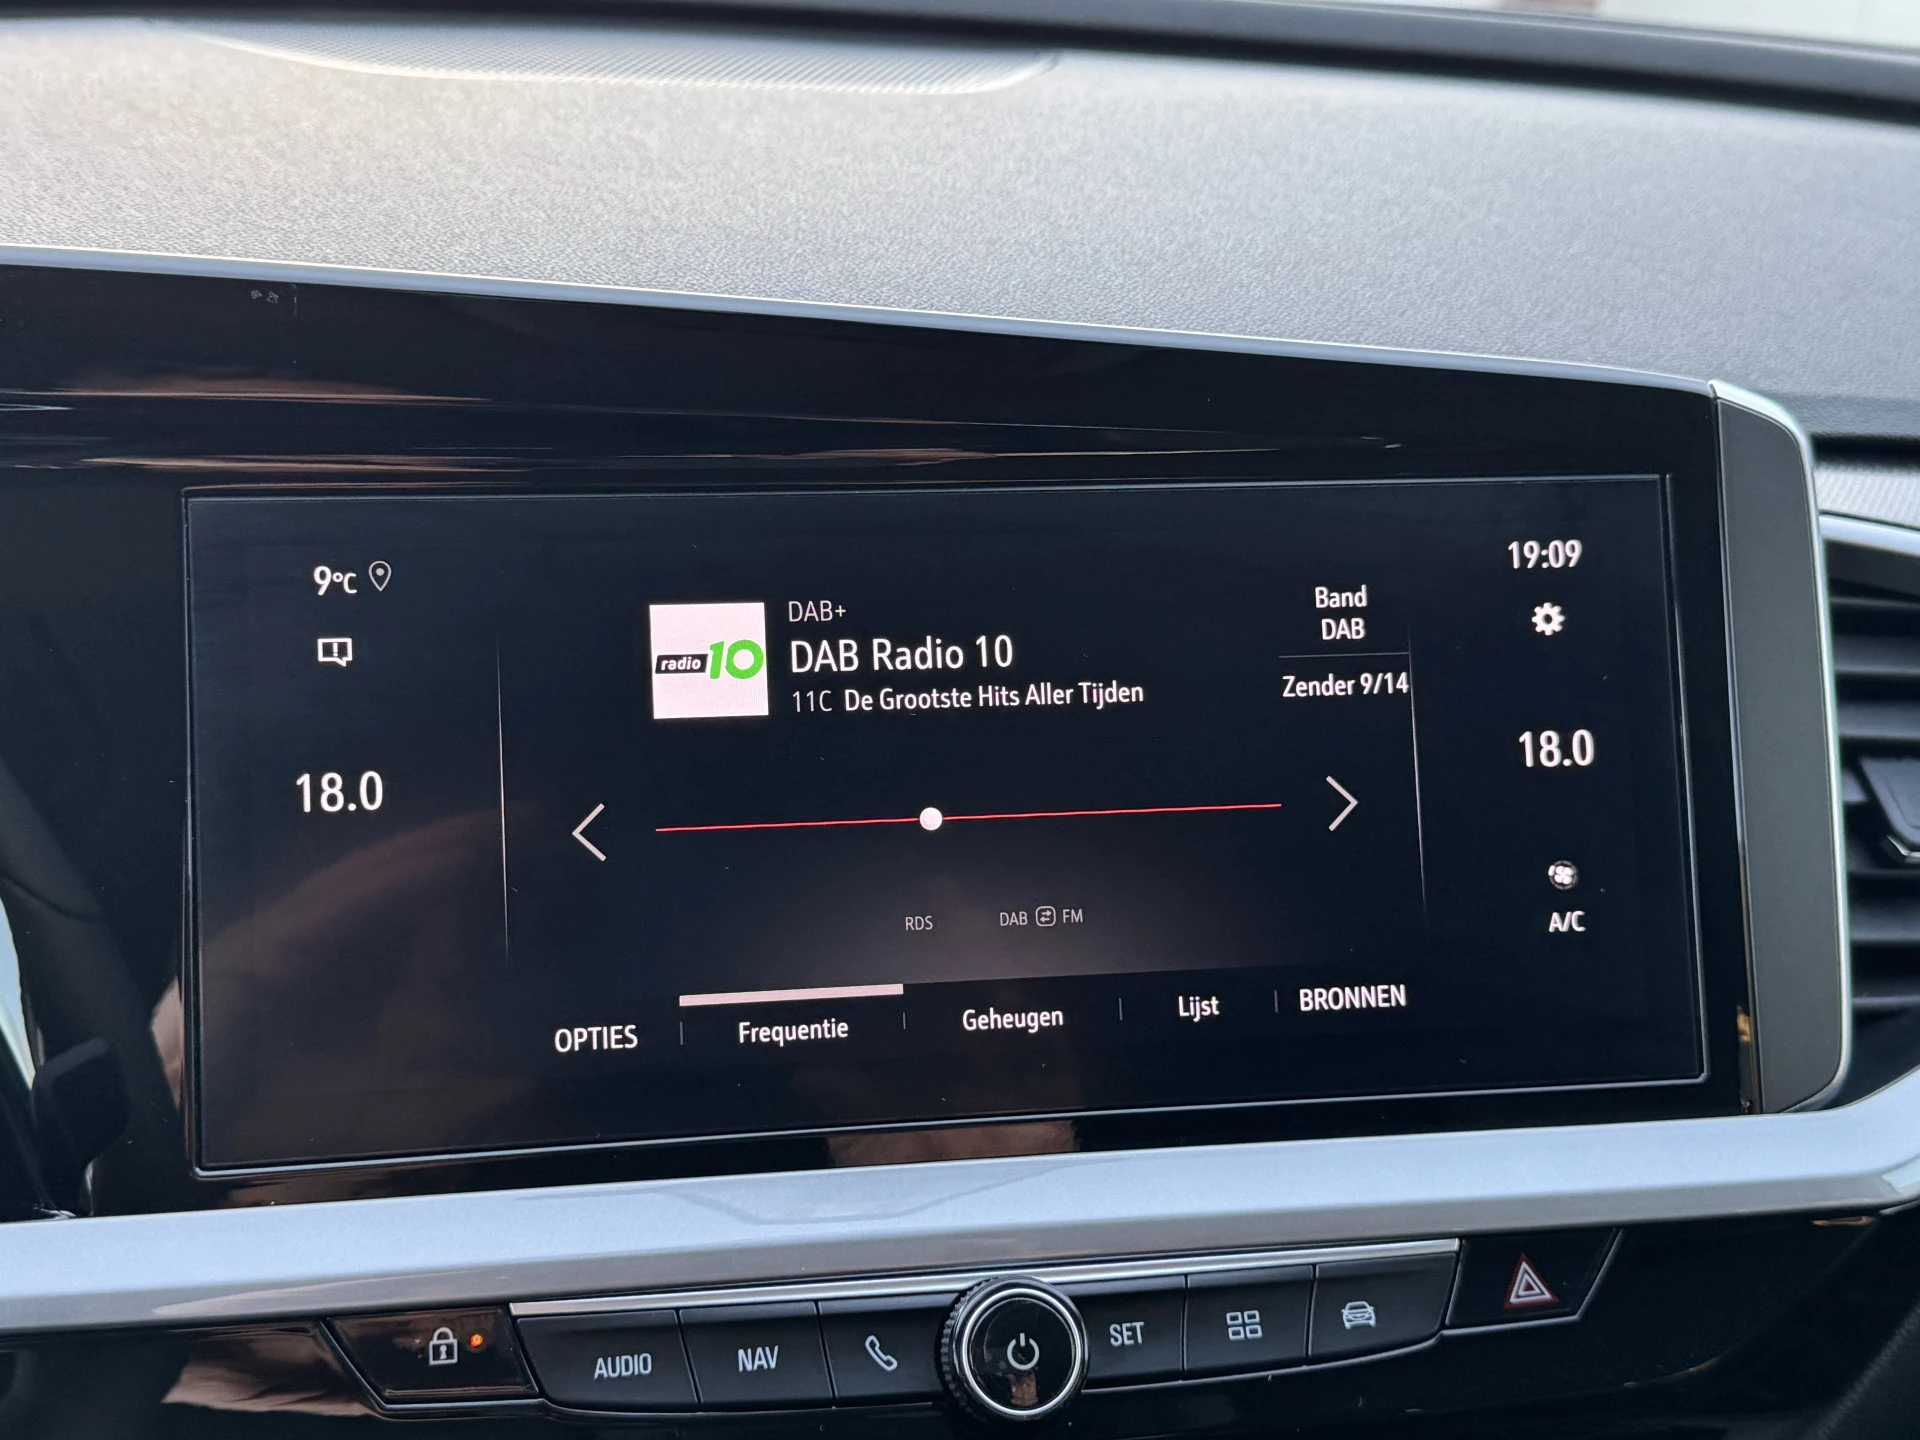 9°C
19:09
radio 10
DAB+
DAB Radio 10
11C De Grootste Hits Aller Tijden
Band
DAB
Zender 9/14
18.0
18.0
RDS
DAB FM
A/C
OPTIES
Frequentie
Geheugen
Lijst
BRONNEN
AUDIO
NAV
SET